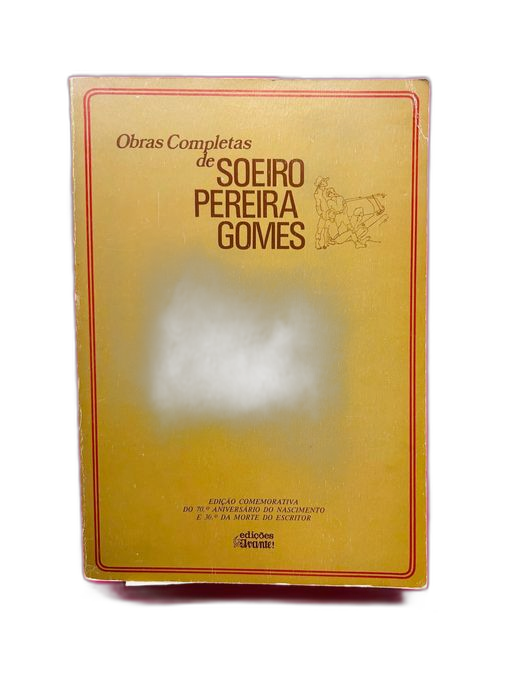 Obras Completas
de SOEIRO
PEREIRA
GOMES
EDIÇÃO COMEMORATIVA
DO 70.º ANIVERSÁRIO DO NASCIMENTO
E 30.º DA MORTE DO ESCRITOR
edições
Avante!